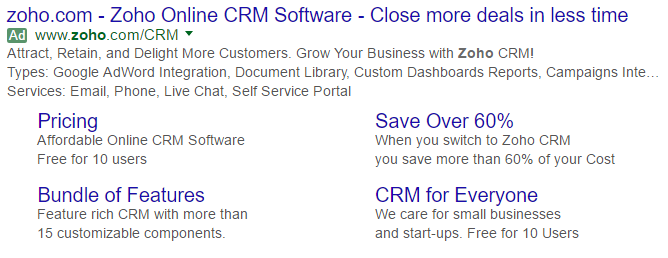 zoho.com - Zoho Online CRM Software - Close more deals in less time
Ad www.zoho.com/CRM
Attract, Retain, and Delight More Customers. Grow Your Business with Zoho CRM!
Types: Google AdWord Integration, Document Library, Custom Dashboards Reports, Campaigns Inte...
Services: Email, Phone, Live Chat, Self Service Portal
Pricing
Affordable Online CRM Software
Free for 10 users
Save Over 60%
When you switch to Zoho CRM
you save more than 60% of your Cost
Bundle of Features
Feature rich CRM with more than
15 customizable components.
CRM for Everyone
We care for small businesses
and start-ups. Free for 10 Users